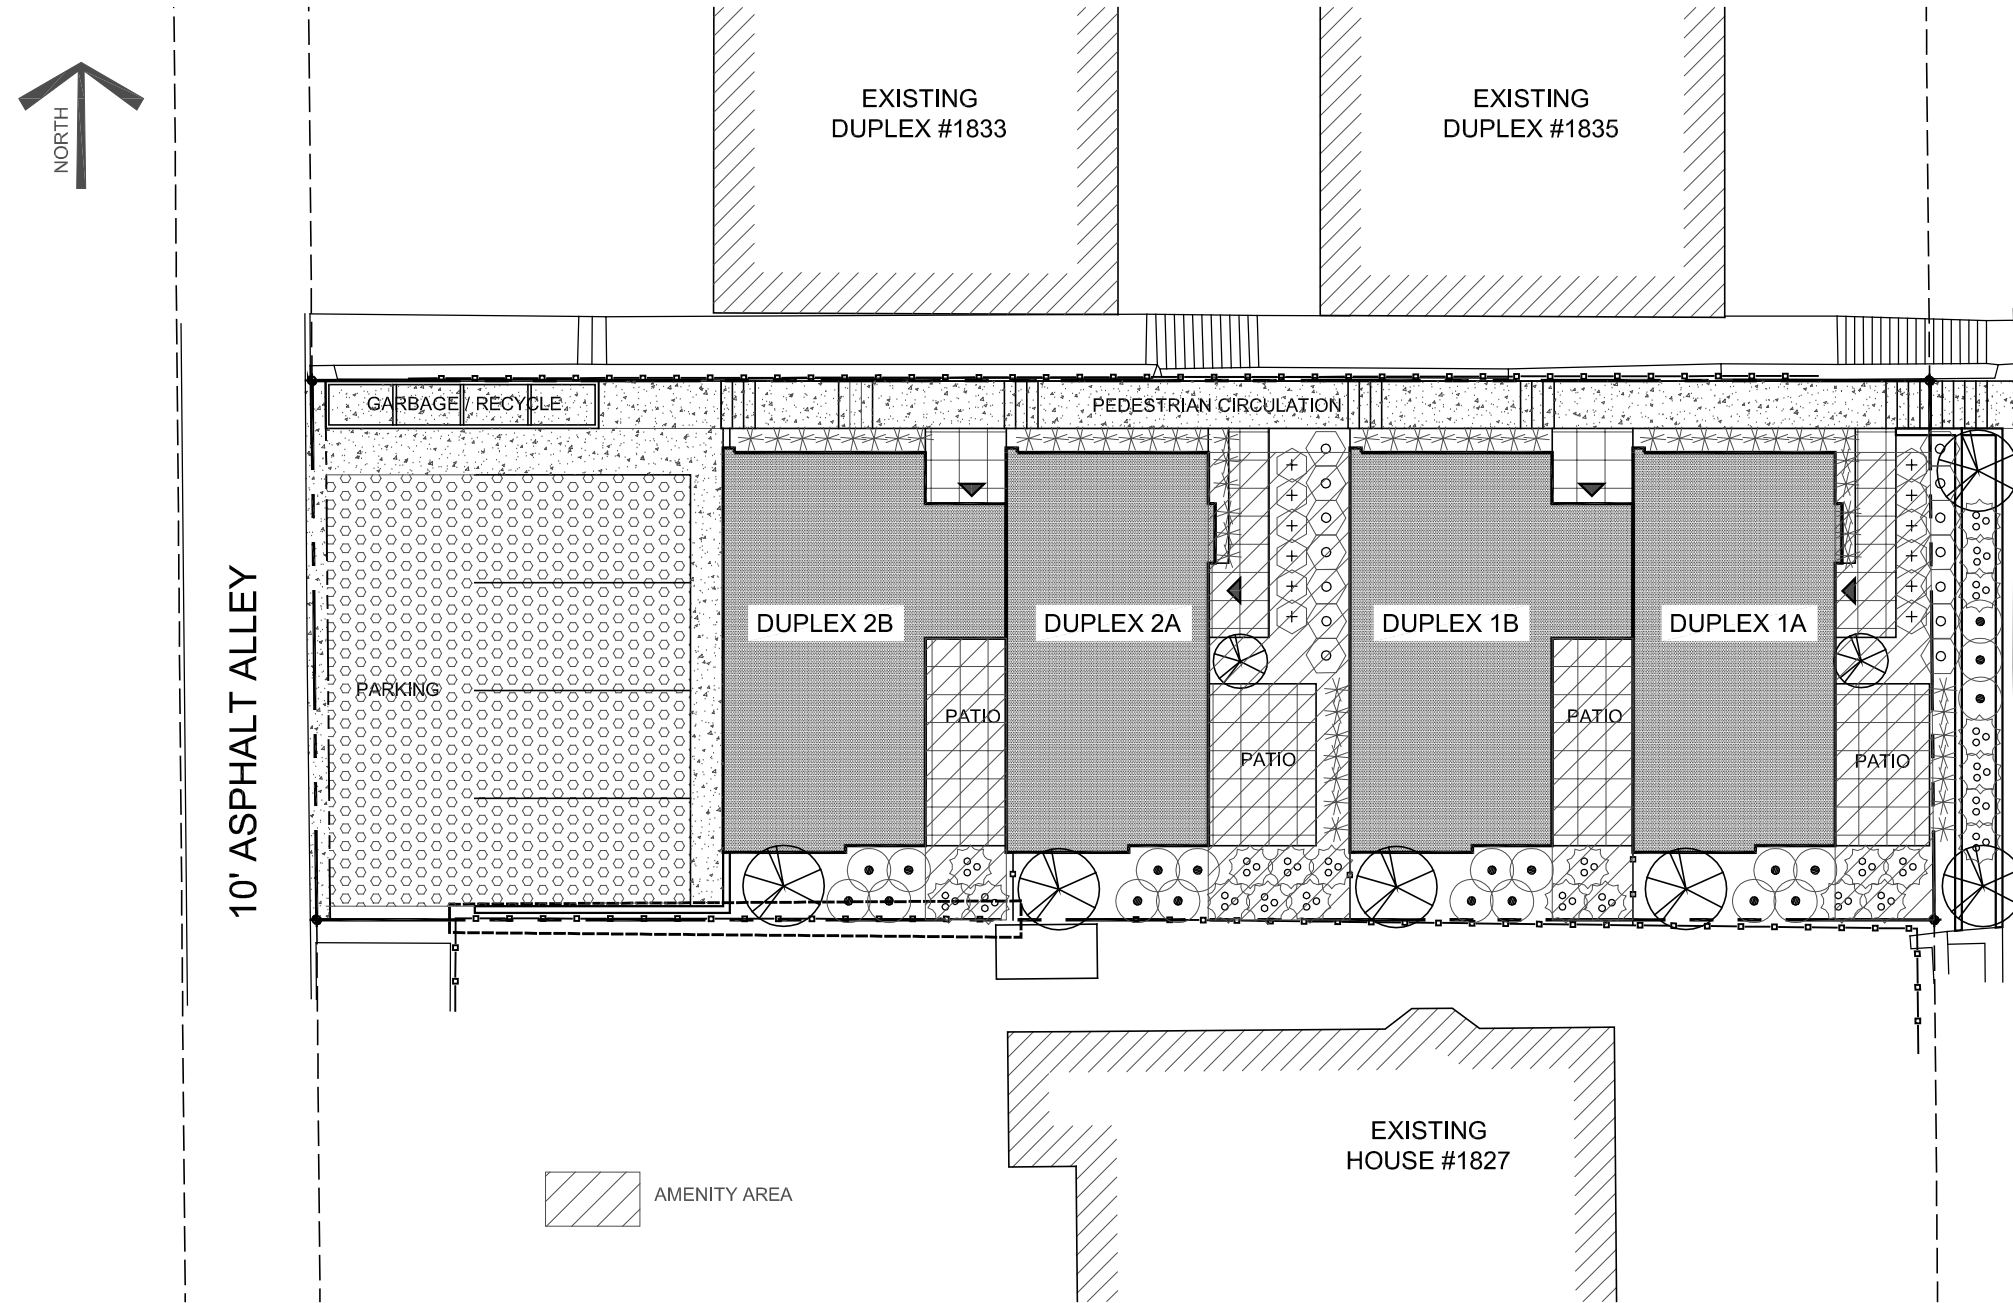 NORTH
EXISTING
DUPLEX #1833
EXISTING
DUPLEX #1835
GARBAGE / RECYCLE
PEDESTRIAN CIRCULATION
10' ASPHALT ALLEY
DUPLEX 2B
DUPLEX 2A
DUPLEX 1B
DUPLEX 1A
PARKING
PATIO
PATIO
PATIO
PATIO
EXISTING
HOUSE #1827
AMENITY AREA